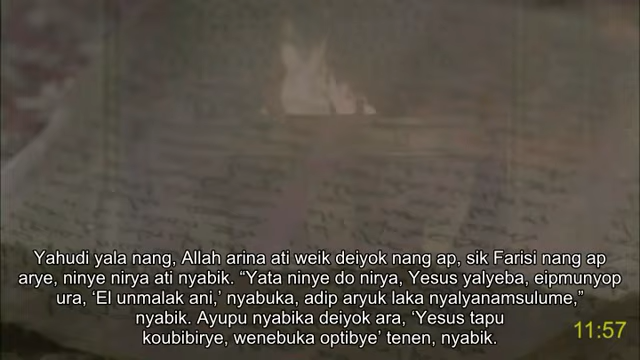 Yahudi yala nang, Allah arina ati weik deiyok nang ap, sik Farisi nang ap
arye, ninye nirya ati nyabik. “Yata ninye do nirya, Yesus yalyeba, eipmunyop
ura, ‘El unmalak ani,’ nyabuka, adip aryuk laka nyalyanamsulume,”
nyabik. Ayupu nyabika deiyok ara, ‘Yesus tapu
koubibirye, wenebuka optibye’ tenen, nyabik.
11:57